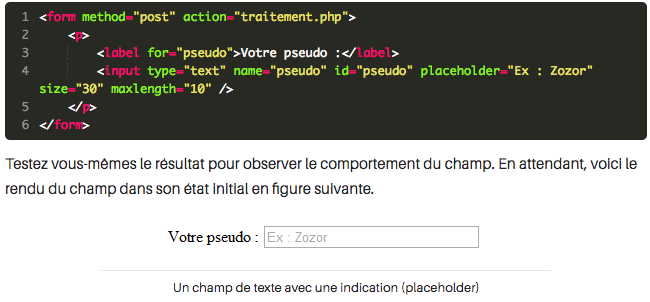 1 <form method="post" action="traitement.php">
2 <p>
3 <label for="pseudo">Votre pseudo :</label>
4 <input type="text" name="pseudo" id="pseudo" placeholder="Ex : Zozor"
size="30" maxlength="10" />
5 </p>
6 </form>
Testez vous-mêmes le résultat pour observer le comportement du champ. En attendant, voici le
rendu du champ dans son état initial en figure suivante.
Votre pseudo : Ex : Zozor
Un champ de texte avec une indication (placeholder)